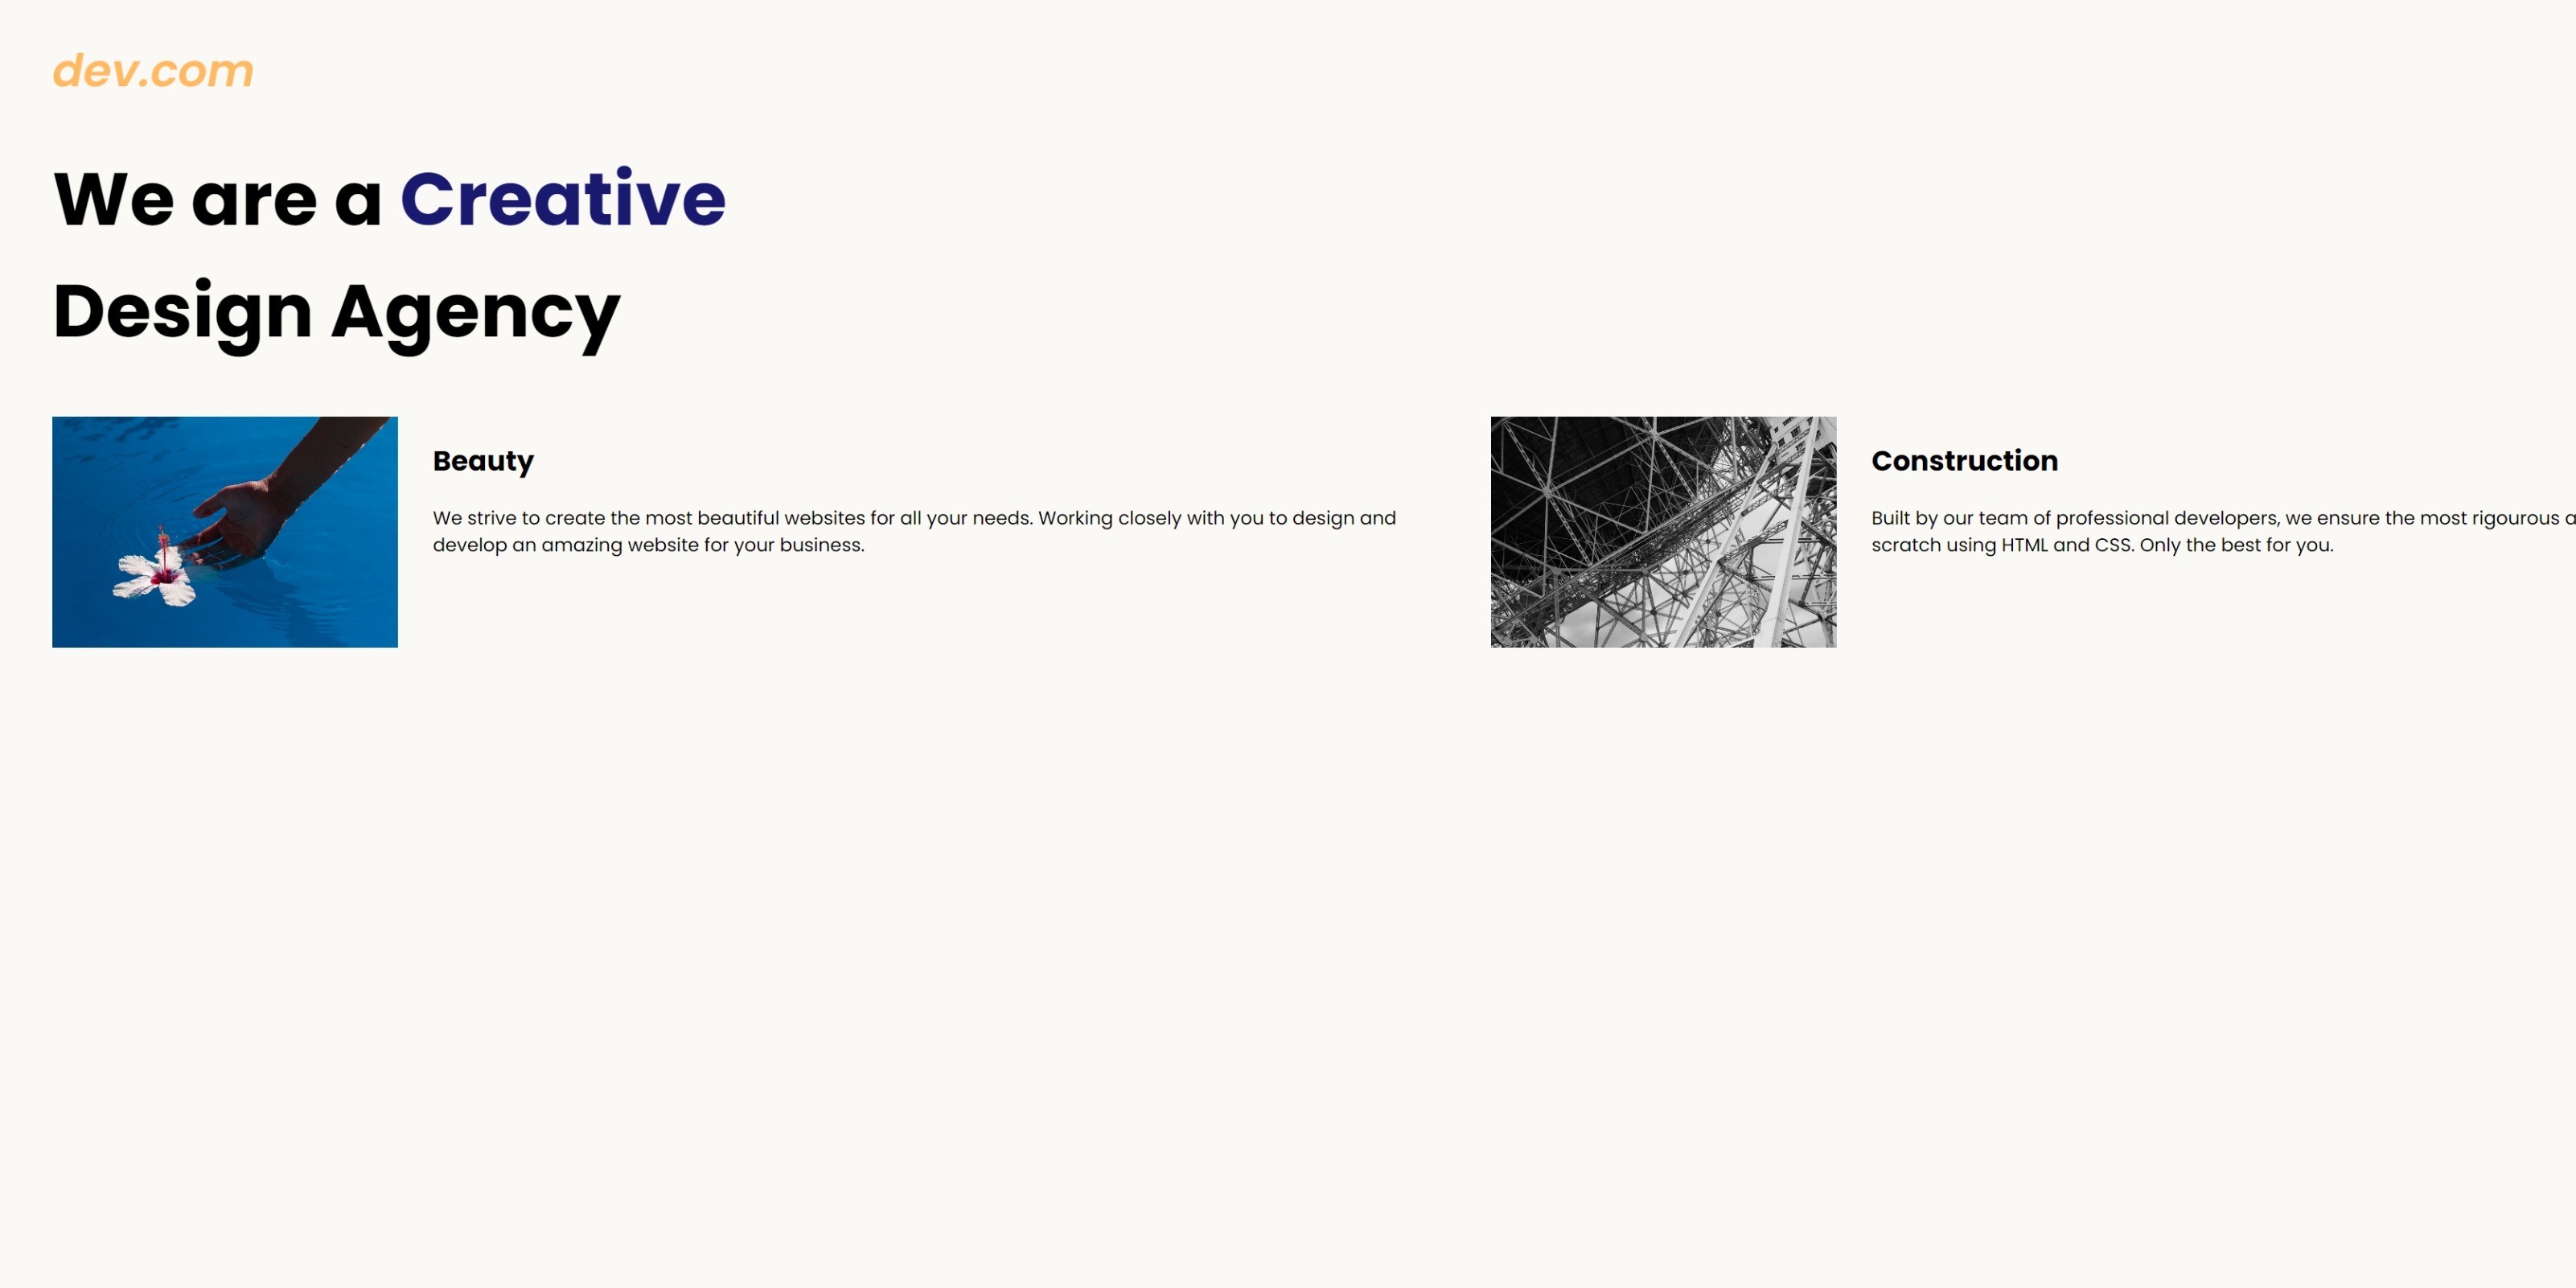 dev.com
We are a Creative
Design Agency
Beauty
We strive to create the most beautiful websites for all your needs. Working closely with you to design and
develop an amazing website for your business.
Construction
Built by our team of professional developers, we ensure the most rigourous
scratch using HTML and CSS. Only the best for you.